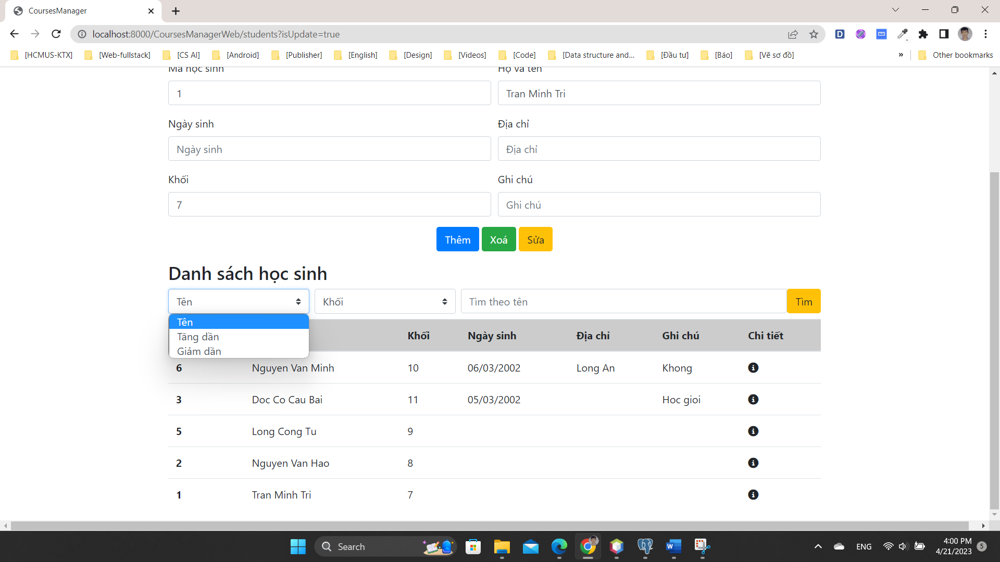 CoursesManager
localhost:8000/CoursesManagerWeb/students?isUpdate=true
[HCMUS-KTX] [Web-fullstack] [CS AI] [Android] [Publisher] [English] [Design] [Videos] [Code] [Data structure and... [Đầu tư] [Báo] [Vẽ sơ đồ] » Other bookmarks
Mã học sinh Họ và tên
1 Tran Minh Tri
Ngày sinh Địa chỉ
Ngày sinh Địa chỉ
Khối Ghi chú
7 Ghi chú
Thêm Xoá Sửa
Danh sách học sinh
Tên Khối Tìm theo tên Tìm
Tên
Tăng dần
Giảm dần
Khối Ngày sinh Địa chỉ Ghi chú Chi tiết
6 Nguyen Van Minh 10 06/03/2002 Long An Khong
3 Doc Co Cau Bai 11 05/03/2002 Hoc gioi
5 Long Cong Tu 9
2 Nguyen Van Hao 8
1 Tran Minh Tri 7
Search
ENG
4:00 PM
4/21/2023
5